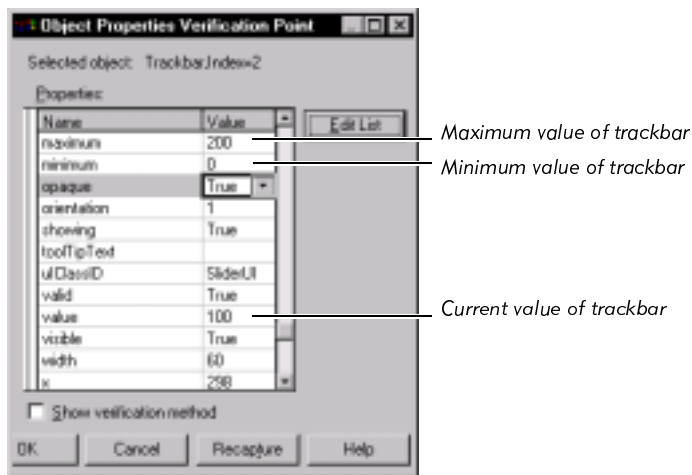 Object Properties Verification Point
Selected object: Trackbar.Index=2
Properties:
Name Value
maximum 200
minimum 0
opaque True
orientation 1
showing True
toolTipText
uIClassID SliderUI
valid True
value 100
visible True
width 60
x 298
Edit List
Maximum value of trackbar
Minimum value of trackbar
Current value of trackbar
Show verification method
OK Cancel Recapture Help